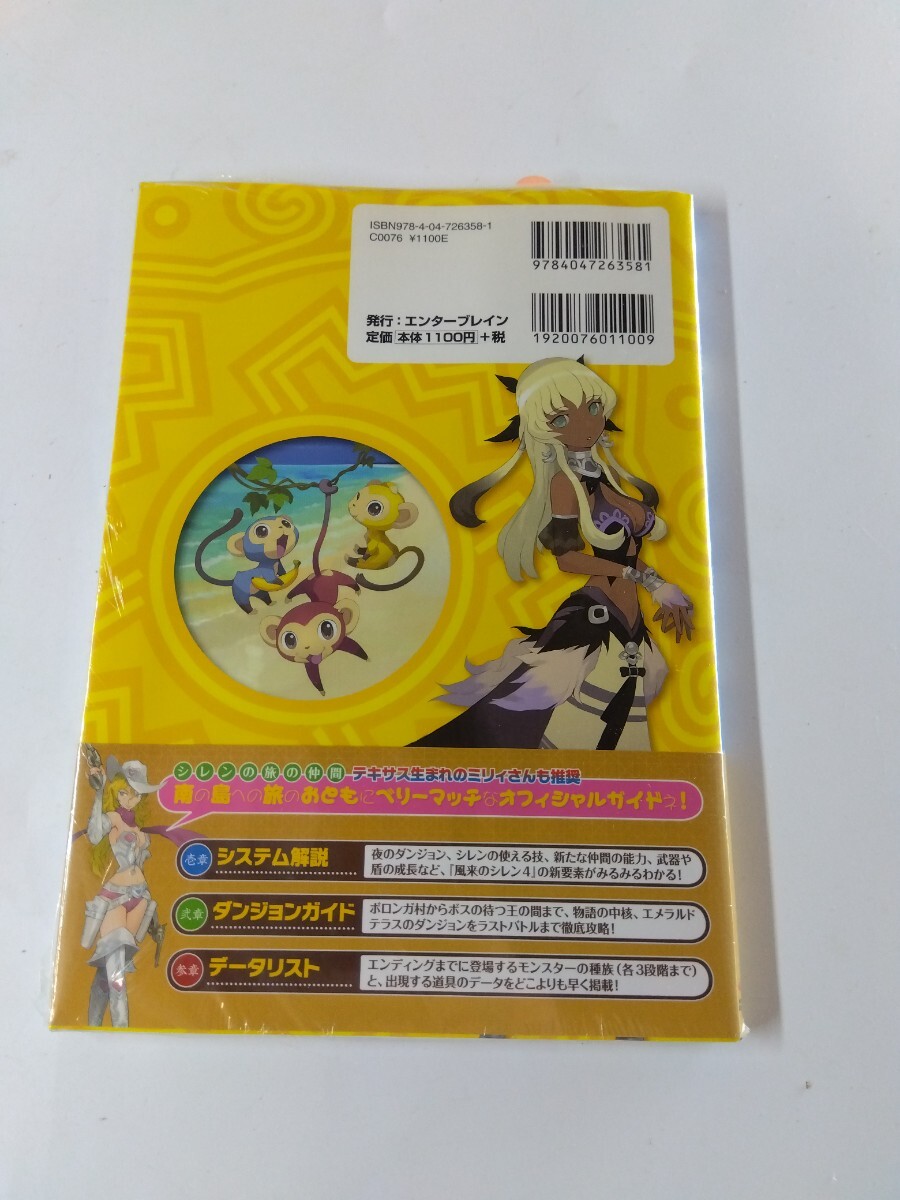 ISBN978-4-04-726358-1
C0076 ¥1100E
9784047263581
発行：エンターブレイン
定価 本体1100円 +税
1920076011009
シレンの旅の仲間 テキサス生まれのミリィさんも推奨
南の島への旅のおともにベリーマッチなオフィシャルガイドネ!
壱章 システム解説
夜のダンジョン、シレンの使える技、新たな仲間の能力、武器や
盾の成長など、「風来のシレン4」の新要素がみるみるわかる!
弐章 ダンジョンガイド
ポロンガ村からボスの待つ王の間まで、物語の中核、エメラルド
テラスのダンジョンをラストバトルまで徹底攻略!
参章 データリスト
エンディングまでに登場するモンスターの種族(各3段階まで)
と、出現する道具のデータをどこよりも早く掲載!